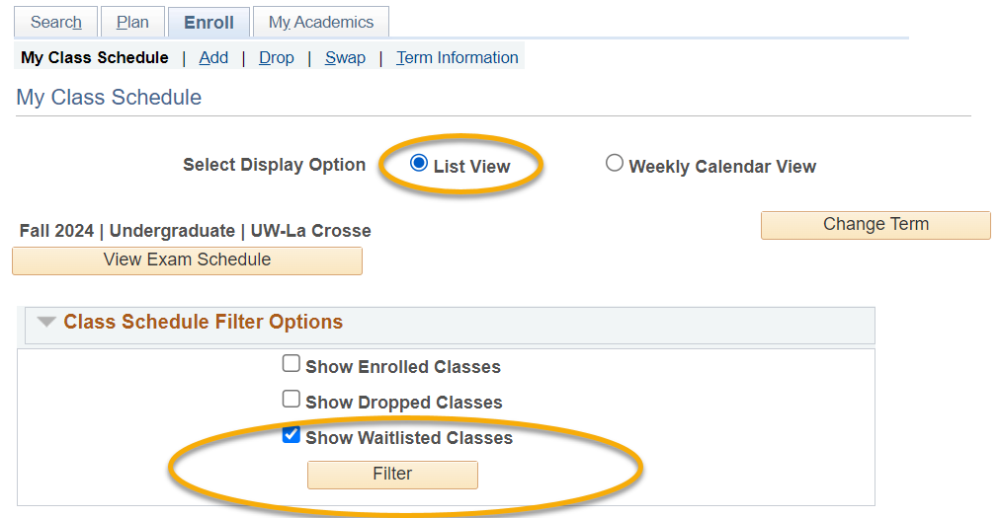 Search Plan Enroll My Academics
My Class Schedule | Add | Drop | Swap | Term Information
My Class Schedule
Select Display Option List View Weekly Calendar View
Fall 2024 | Undergraduate | UW-La Crosse
Change Term
View Exam Schedule
Class Schedule Filter Options
Show Enrolled Classes
Show Dropped Classes
Show Waitlisted Classes
Filter